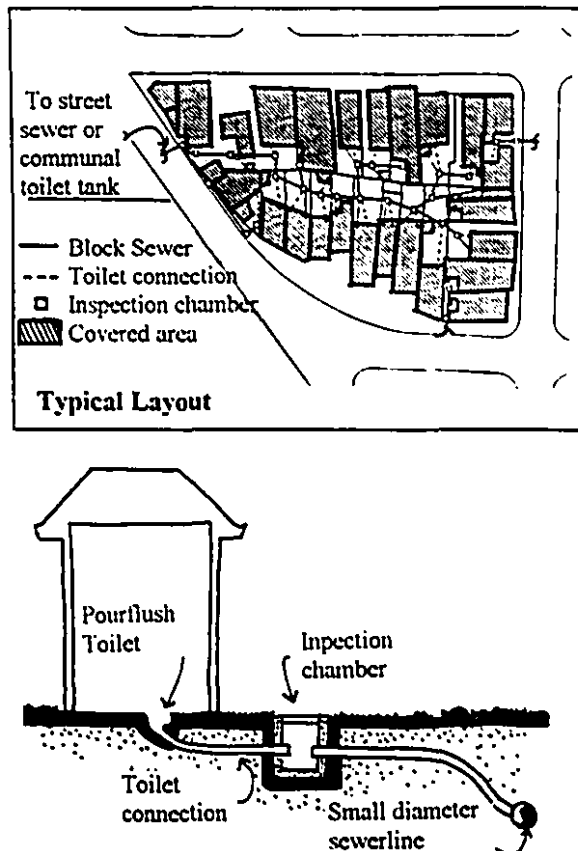 To street
sewer or
communal
toilet tank
Block Sewer
Toilet connection
Inspection chamber
Covered area
Typical Layout
Pourflush
Toilet
Inpection
chamber
Toilet
connection
Small diameter
sewerline